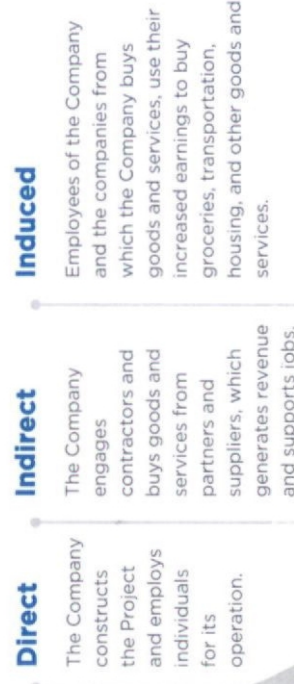 Direct
The Company
constructs
the Project
and employs
individuals
for its
operation.
Indirect
The Company
engages
contractors and
buys goods and
services from
partners and
suppliers, which
generates revenue
and supports jobs.
Induced
Employees of the Company
and the companies from
which the Company buys
goods and services, use their
increased earnings to buy
groceries, transportation,
housing, and other goods and
services.